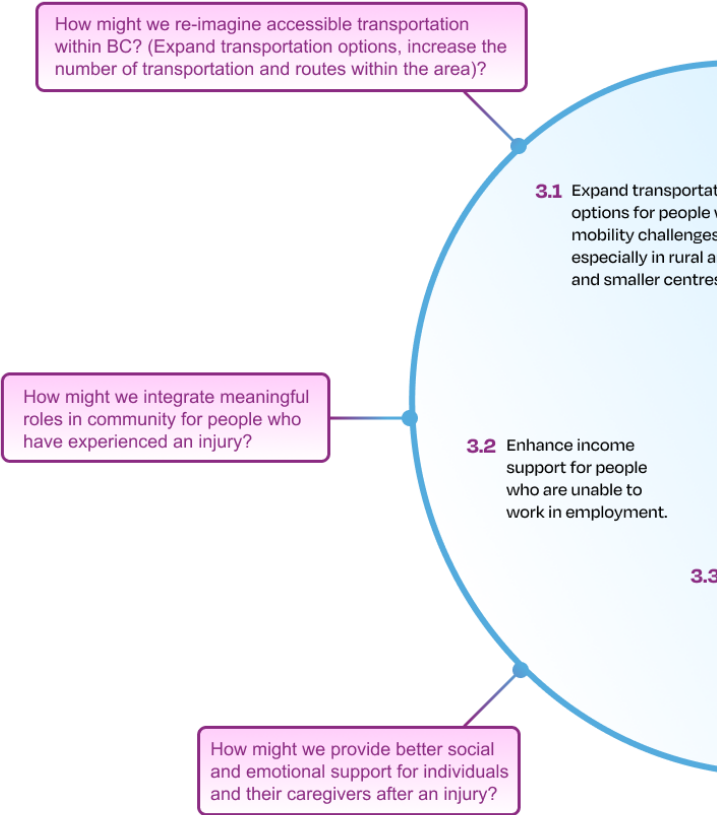 How might we re-imagine accessible transportation
within BC? (Expand transportation options, increase the
number of transportation and routes within the area)?
3.1 Expand
options for people
mobility challenges
especially in rural
and smaller centres
How might we integrate meaningful
roles in community for people who
have experienced an injury?
3.2 Enhance income
support for people
who are unable to
work in employment.
3.3
How might we provide better social
and emotional support for individuals
and their caregivers after an injury?